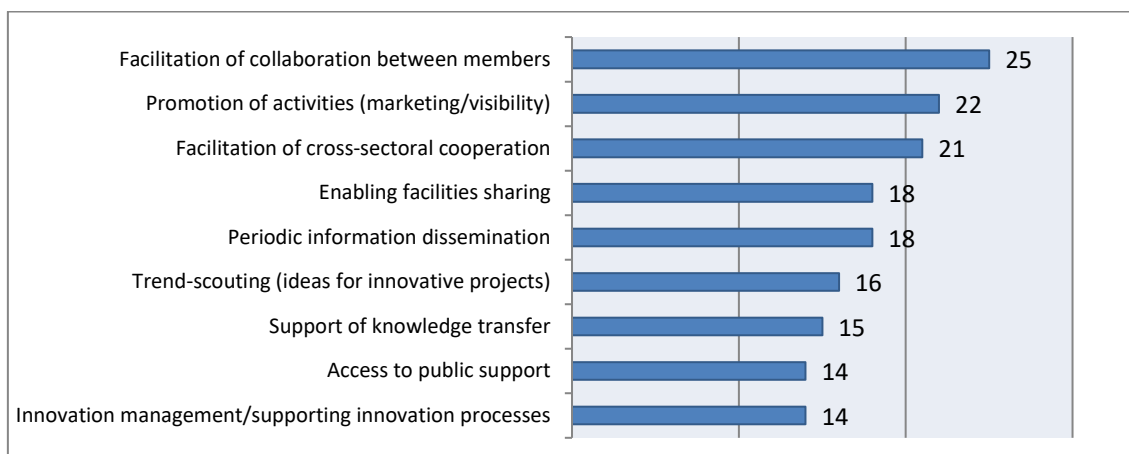 Facilitation of collaboration between members 25
Promotion of activities (marketing/visibility) 22
Facilitation of cross-sectoral cooperation 21
Enabling facilities sharing 18
Periodic information dissemination 18
Trend-scouting (ideas for innovative projects) 16
Support of knowledge transfer 15
Access to public support 14
Innovation management/supporting innovation processes 14